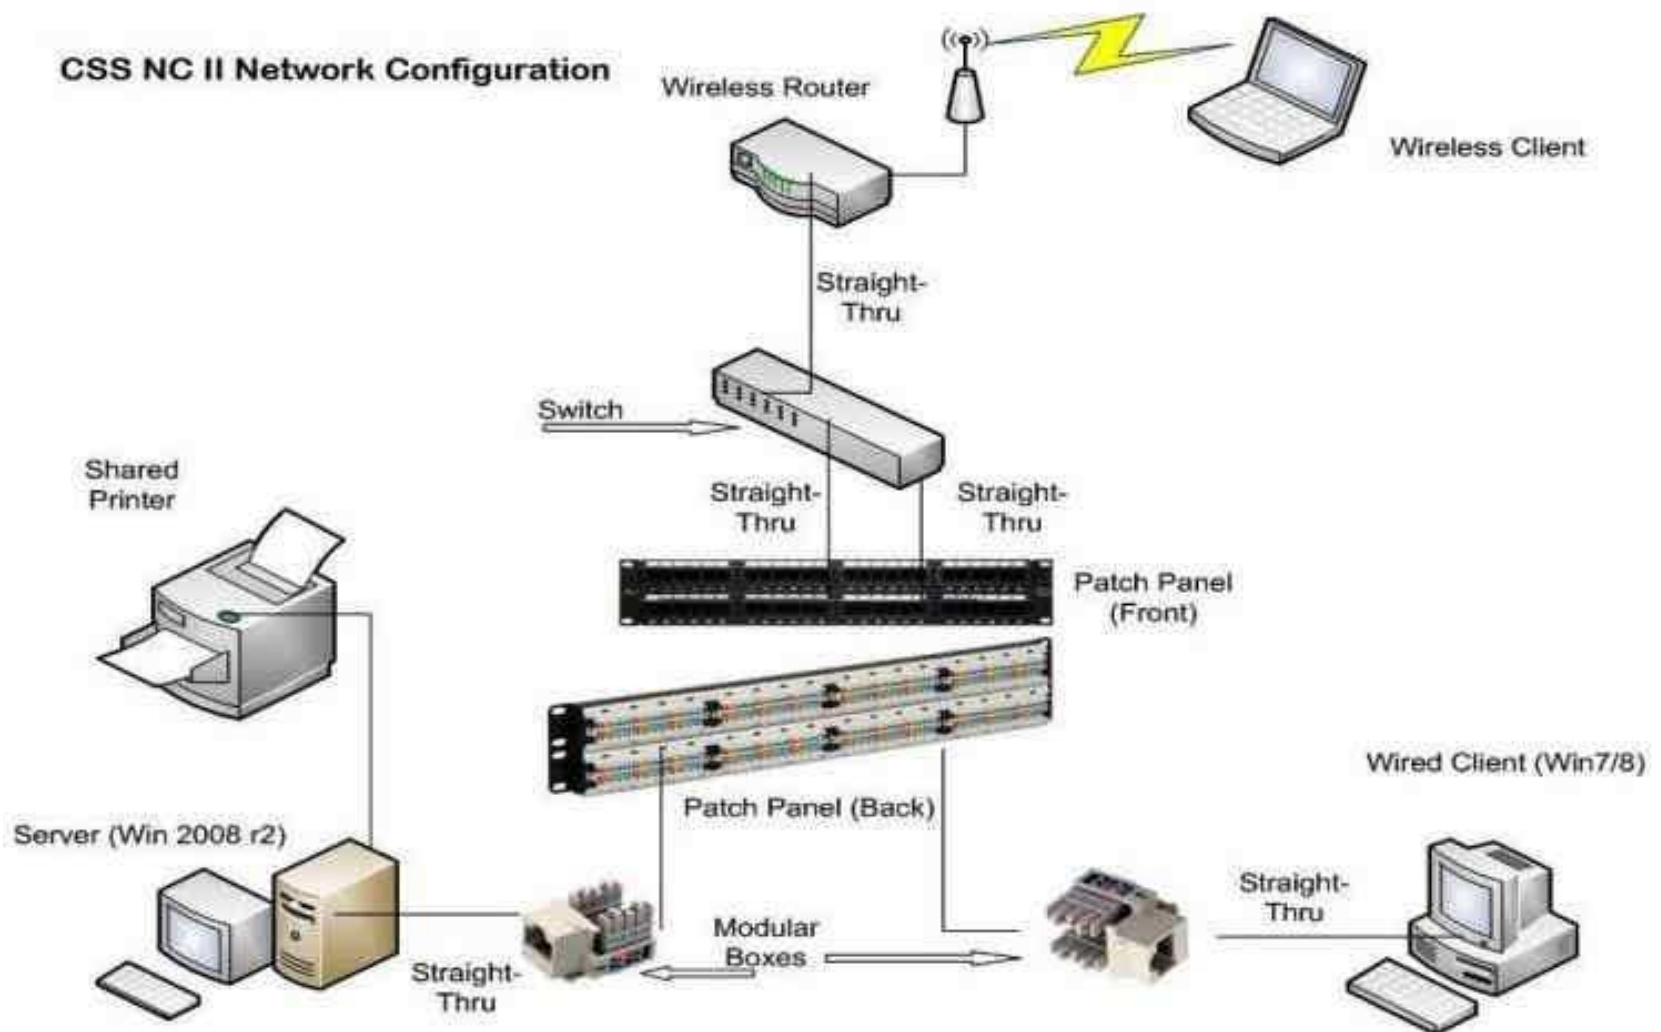 CSS NC II Network Configuration
Wireless Router
Wireless Client
Straight-
Thru
Switch
Shared
Printer
Straight-
Thru
Straight-
Thru
Patch Panel
(Front)
Wired Client (Win7/8)
Patch Panel (Back)
Server (Win 2008 r2)
Straight-
Thru
Modular
Boxes
Straight-
Thru